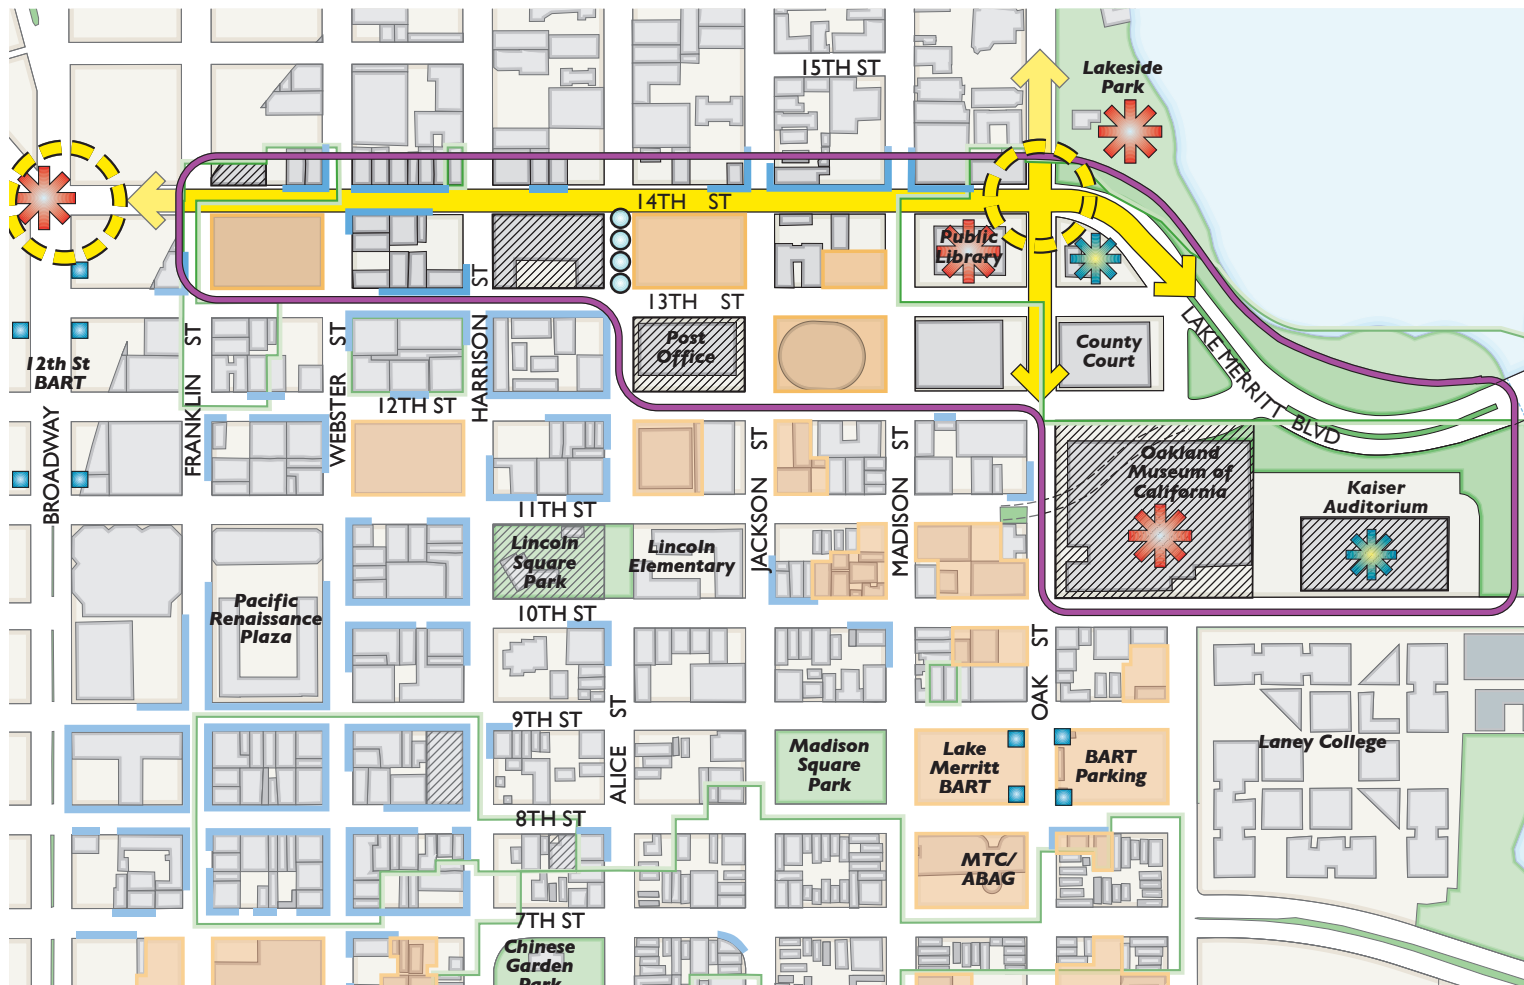 15TH ST
Lakeside
Park
14TH ST
Public
Library
13TH ST
Post
Office
County
Court
LAKE MERRITT BLVD
12th St
BART
FRANKLIN ST
WEBSTER ST
HARRISON ST
12TH ST
BROADWAY
JACKSON ST
MADISON ST
Oakland
Museum of
California
Kaiser
Auditorium
11TH ST
Lincoln
Square
Park
Lincoln
Elementary
Pacific
Renaissance
Plaza
10TH ST
OAK ST
ALICE ST
9TH ST
Madison
Square
Park
Lake
Merritt
BART
BART
Parking
Laney College
8TH ST
MTC/
ABAG
7TH ST
Chinese
Garden
Park